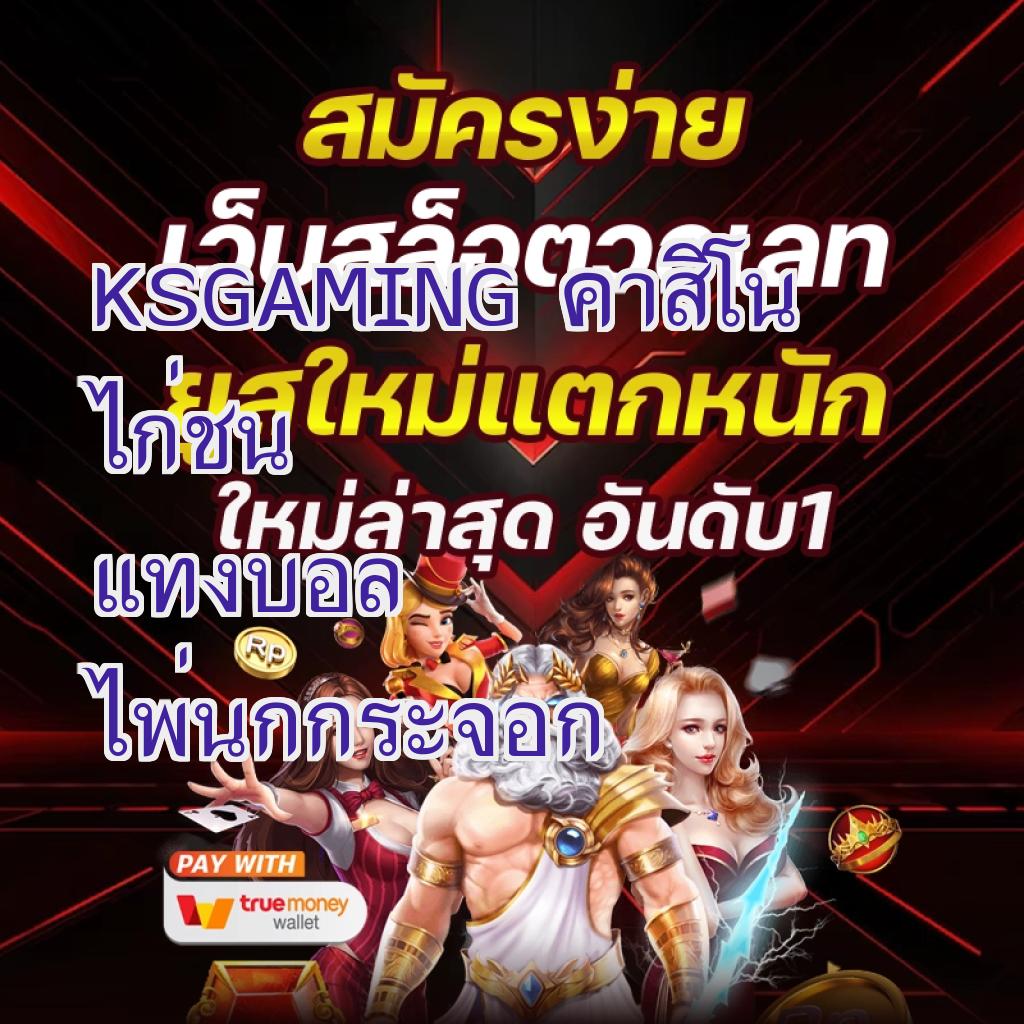 สมัครง่าย
KSGAMING คาสิโน
ไก่ชน
ใหม่แตกหนัก
ใหม่ล่าสุด อันดับ1
แทงบอล
Rp
ไพ่นกกระจอก
PAY WITH
truemoney
wallet